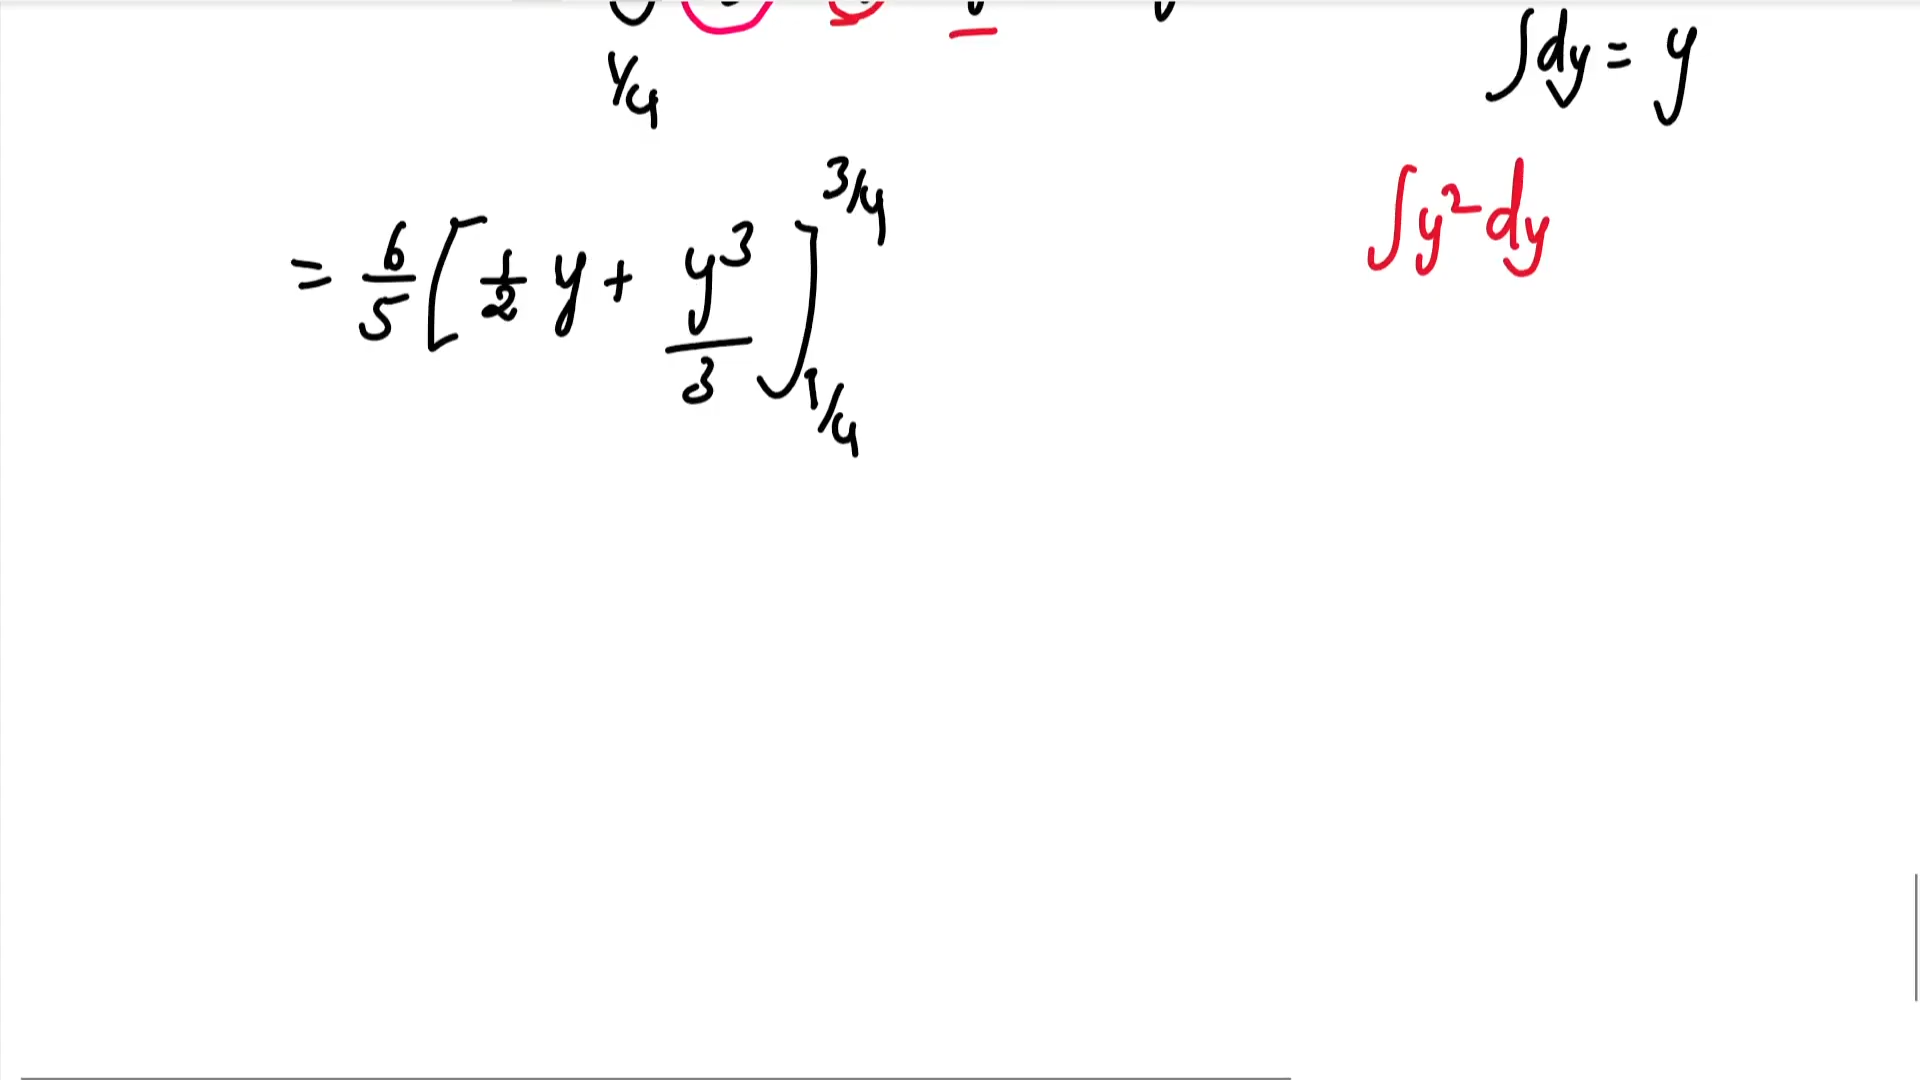 1/4
∫dy = y
∫y² dy
= 6/5 [ 1/2 y + y³/3 ]_{1/4}^{3/4}